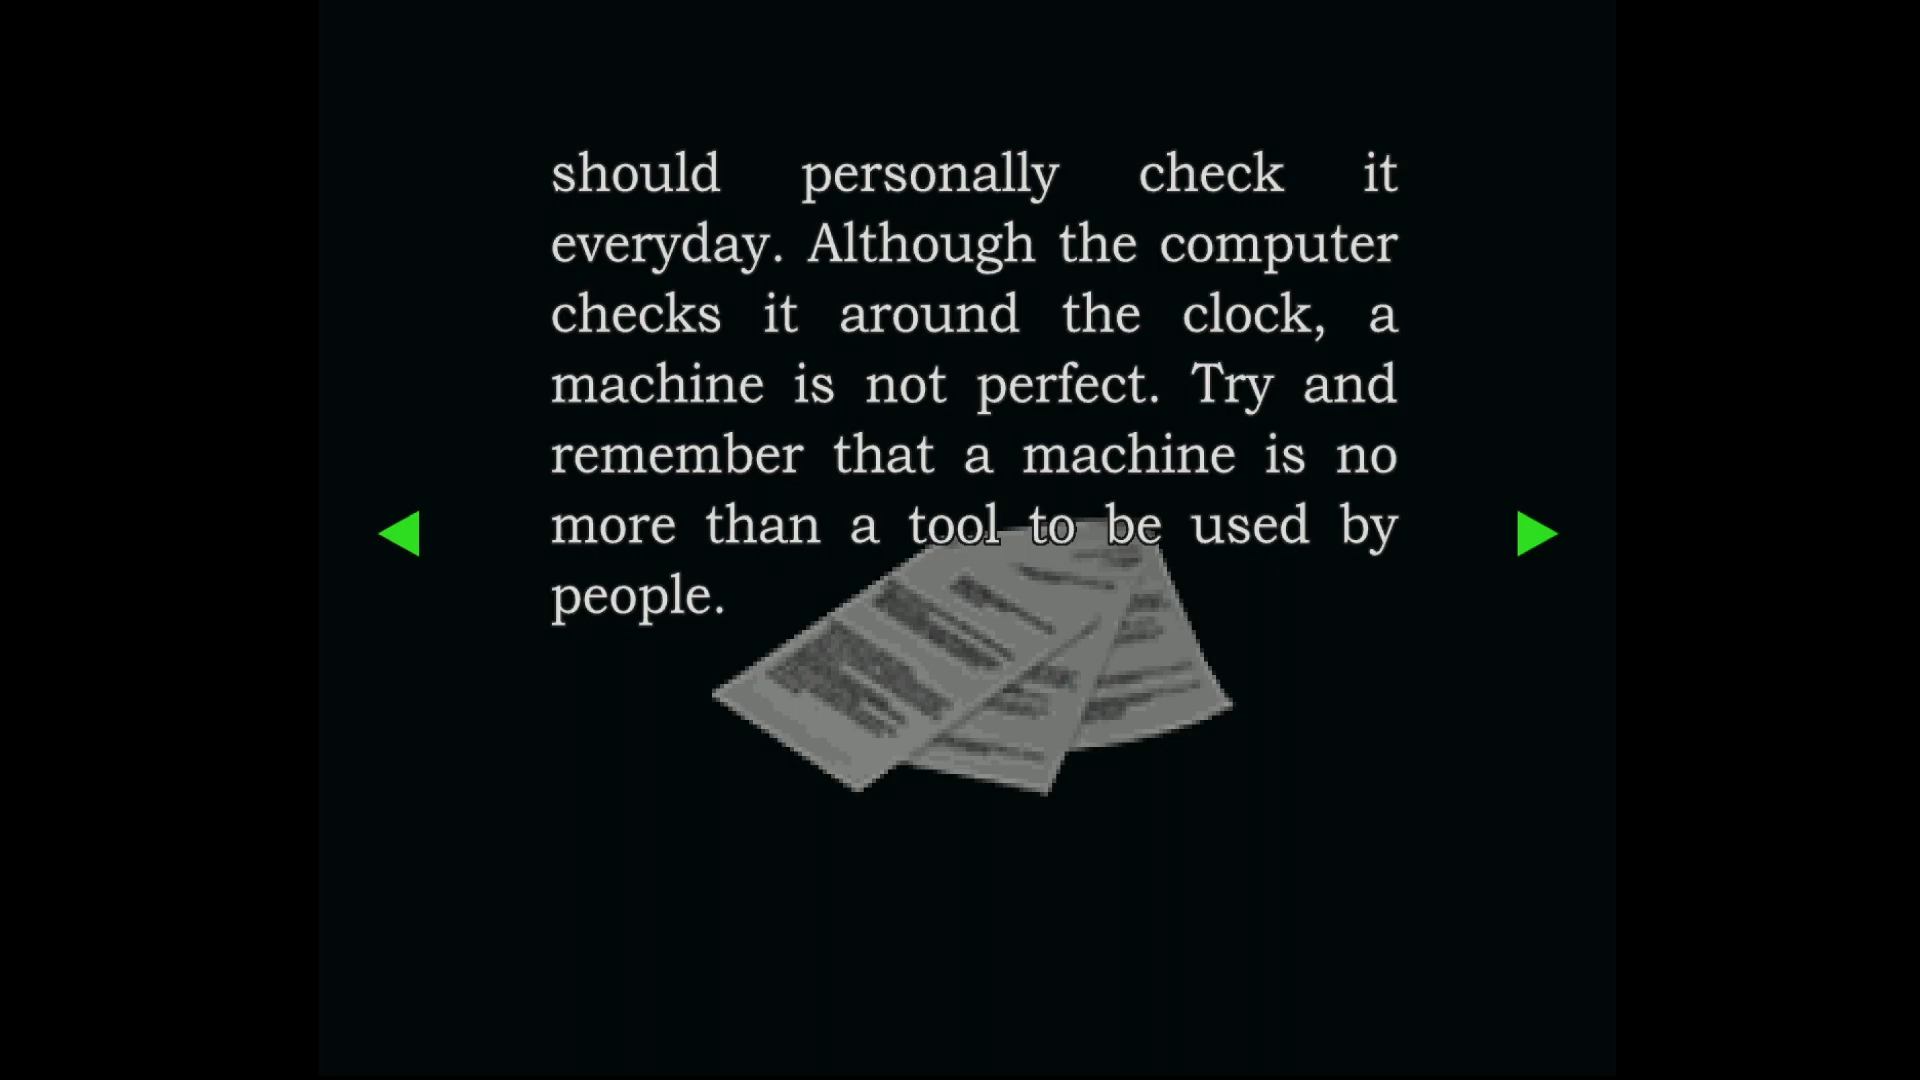 should personally check it
everyday. Although the computer
checks it around the clock, a
machine is not perfect. Try and
remember that a machine is no
more than a tool to be used by
people.